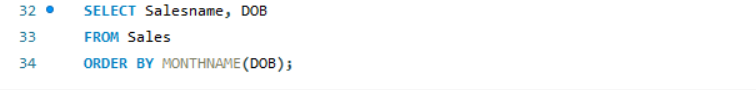 32 SELECT Salesname, DOB
33 FROM Sales
34 ORDER BY MONTHNAME(DOB);